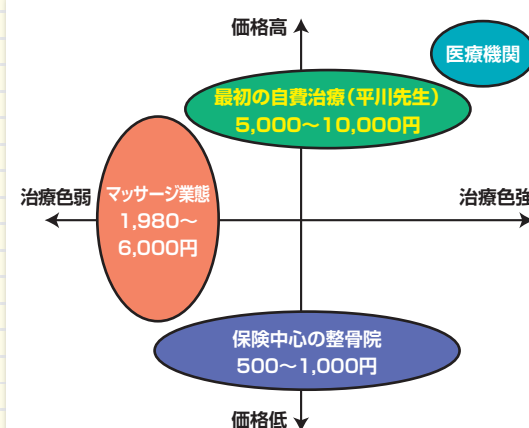 価格高
医療機関
最初の自費治療(平川先生)
5,000〜10,000円
治療色弱
マッサージ業態
1,980〜
6,000円
治療色強
保険中心の整骨院
500〜1,000円
価格低